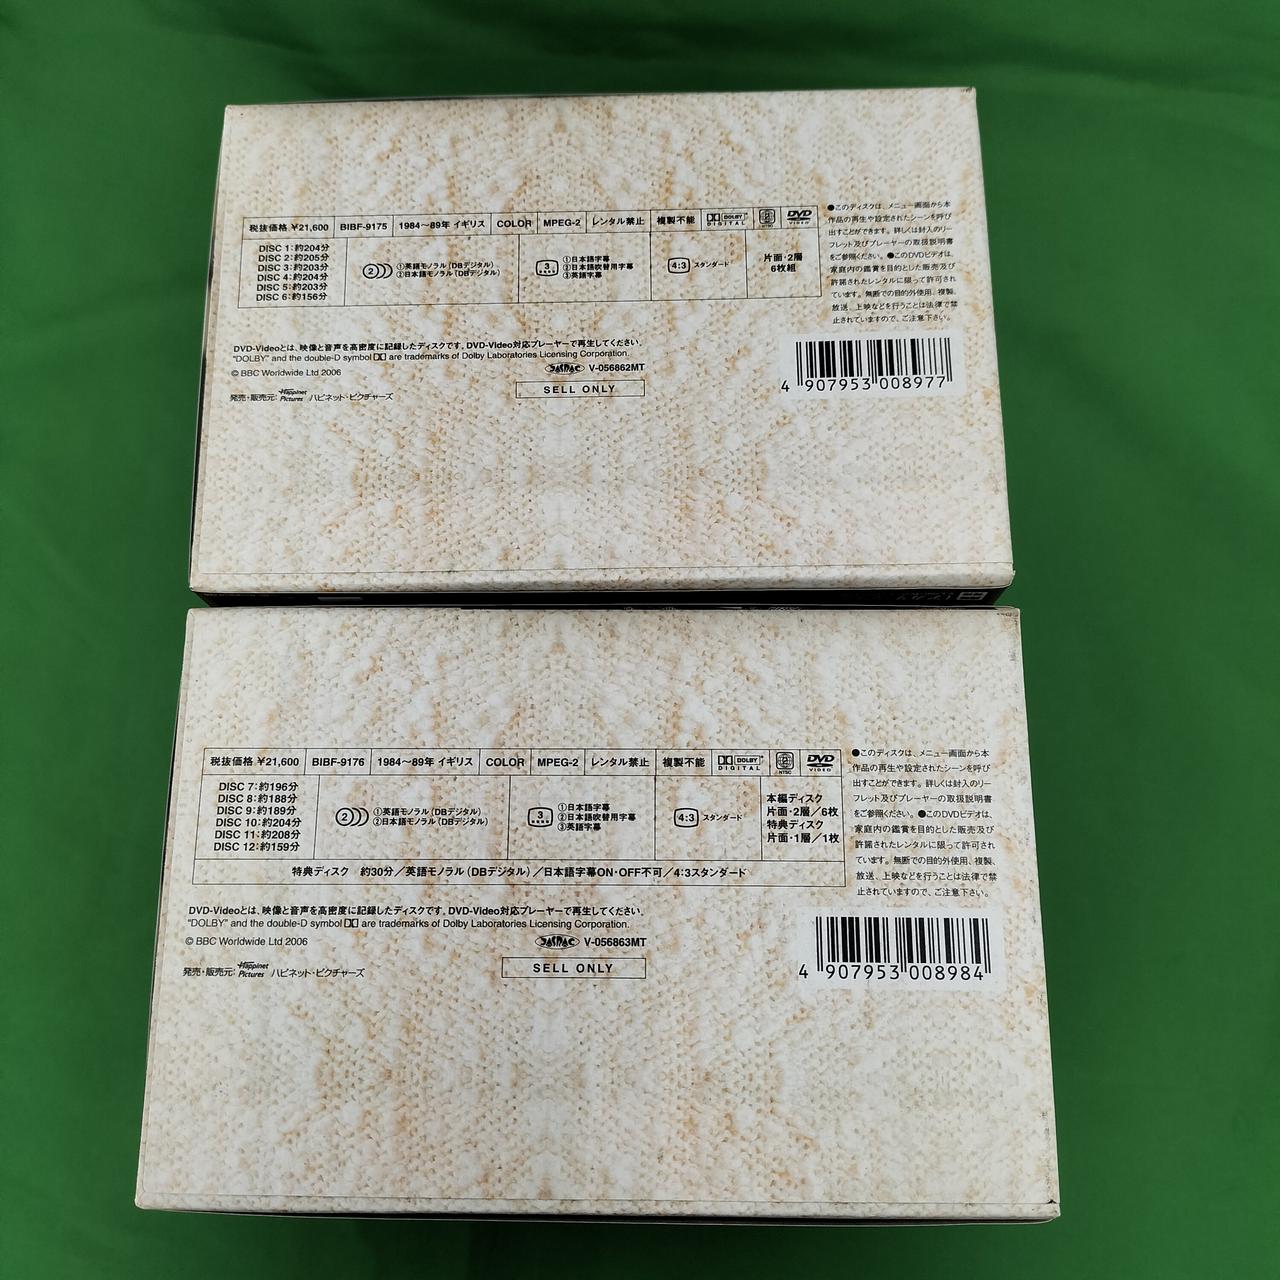 税抜価格 ¥21,600 BIBF-9175 1984〜89年 イギリス COLOR MPEG-2 レンタル禁止 複製不能 DOLBY DIGITAL 2 NTSC DVD VIDEO
DISC 1:約204分
DISC 2:約205分
DISC 3:約203分
DISC 4:約204分
DISC 5:約203分
DISC 6:約156分
2
①英語モノラル(DBデジタル)
②日本語モノラル(DBデジタル)
3
①日本語字幕
②日本語吹替用字幕
③英語字幕
4:3 スタンダード
片面・2層
6枚組
●このディスクは、メニュー画面から本
作品の再生や設定されたシーンを呼び
出すことができます。詳しくは封入のリー
フレット及びプレーヤーの取扱説明書
をご参照ください。●このDVDビデオは、
家庭内の鑑賞を目的とした販売及び
許諾されたレンタルに限って許可され
ています。無断での目的外使用、複製、
放送、上映などを行うことは法律で禁
止されていますので、ご注意下さい。
DVD-Videoとは、映像と音声を高密度に記録したディスクです。DVD-Video対応プレーヤーで再生してください。
"DOLBY" and the double-D symbol are trademarks of Dolby Laboratories Licensing Corporation.
© BBC Worldwide Ltd 2006
JASRAC V-056862MT
発売・販売元: Happinet Pictures ハピネット・ピクチャーズ
SELL ONLY
4 907953 008977
税抜価格 ¥21,600 BIBF-9176 1984〜89年 イギリス COLOR MPEG-2 レンタル禁止 複製不能 DOLBY DIGITAL 2 NTSC DVD VIDEO
DISC 7:約196分
DISC 8:約188分
DISC 9:約189分
DISC 10:約204分
DISC 11:約208分
DISC 12:約159分
2
①英語モノラル(DBデジタル)
②日本語モノラル(DBデジタル)
3
①日本語字幕
②日本語吹替用字幕
③英語字幕
4:3 スタンダード
本編ディスク
片面・2層/6枚
特典ディスク
片面・1層/1枚
特典ディスク 約30分/英語モノラル(DBデジタル)/日本語字幕ON・OFF不可/4:3スタンダード
●このディスクは、メニュー画面から本
作品の再生や設定されたシーンを呼び
出すことができます。詳しくは封入のリー
フレット及びプレーヤーの取扱説明書
をご参照ください。●このDVDビデオは、
家庭内の鑑賞を目的とした販売及び
許諾されたレンタルに限って許可され
ています。無断での目的外使用、複製、
放送、上映などを行うことは法律で禁
止されていますので、ご注意下さい。
DVD-Videoとは、映像と音声を高密度に記録したディスクです。DVD-Video対応プレーヤーで再生してください。
"DOLBY" and the double-D symbol are trademarks of Dolby Laboratories Licensing Corporation.
© BBC Worldwide Ltd 2006
JASRAC V-056863MT
発売・販売元: Happinet Pictures ハピネット・ピクチャーズ
SELL ONLY
4 907953 008984